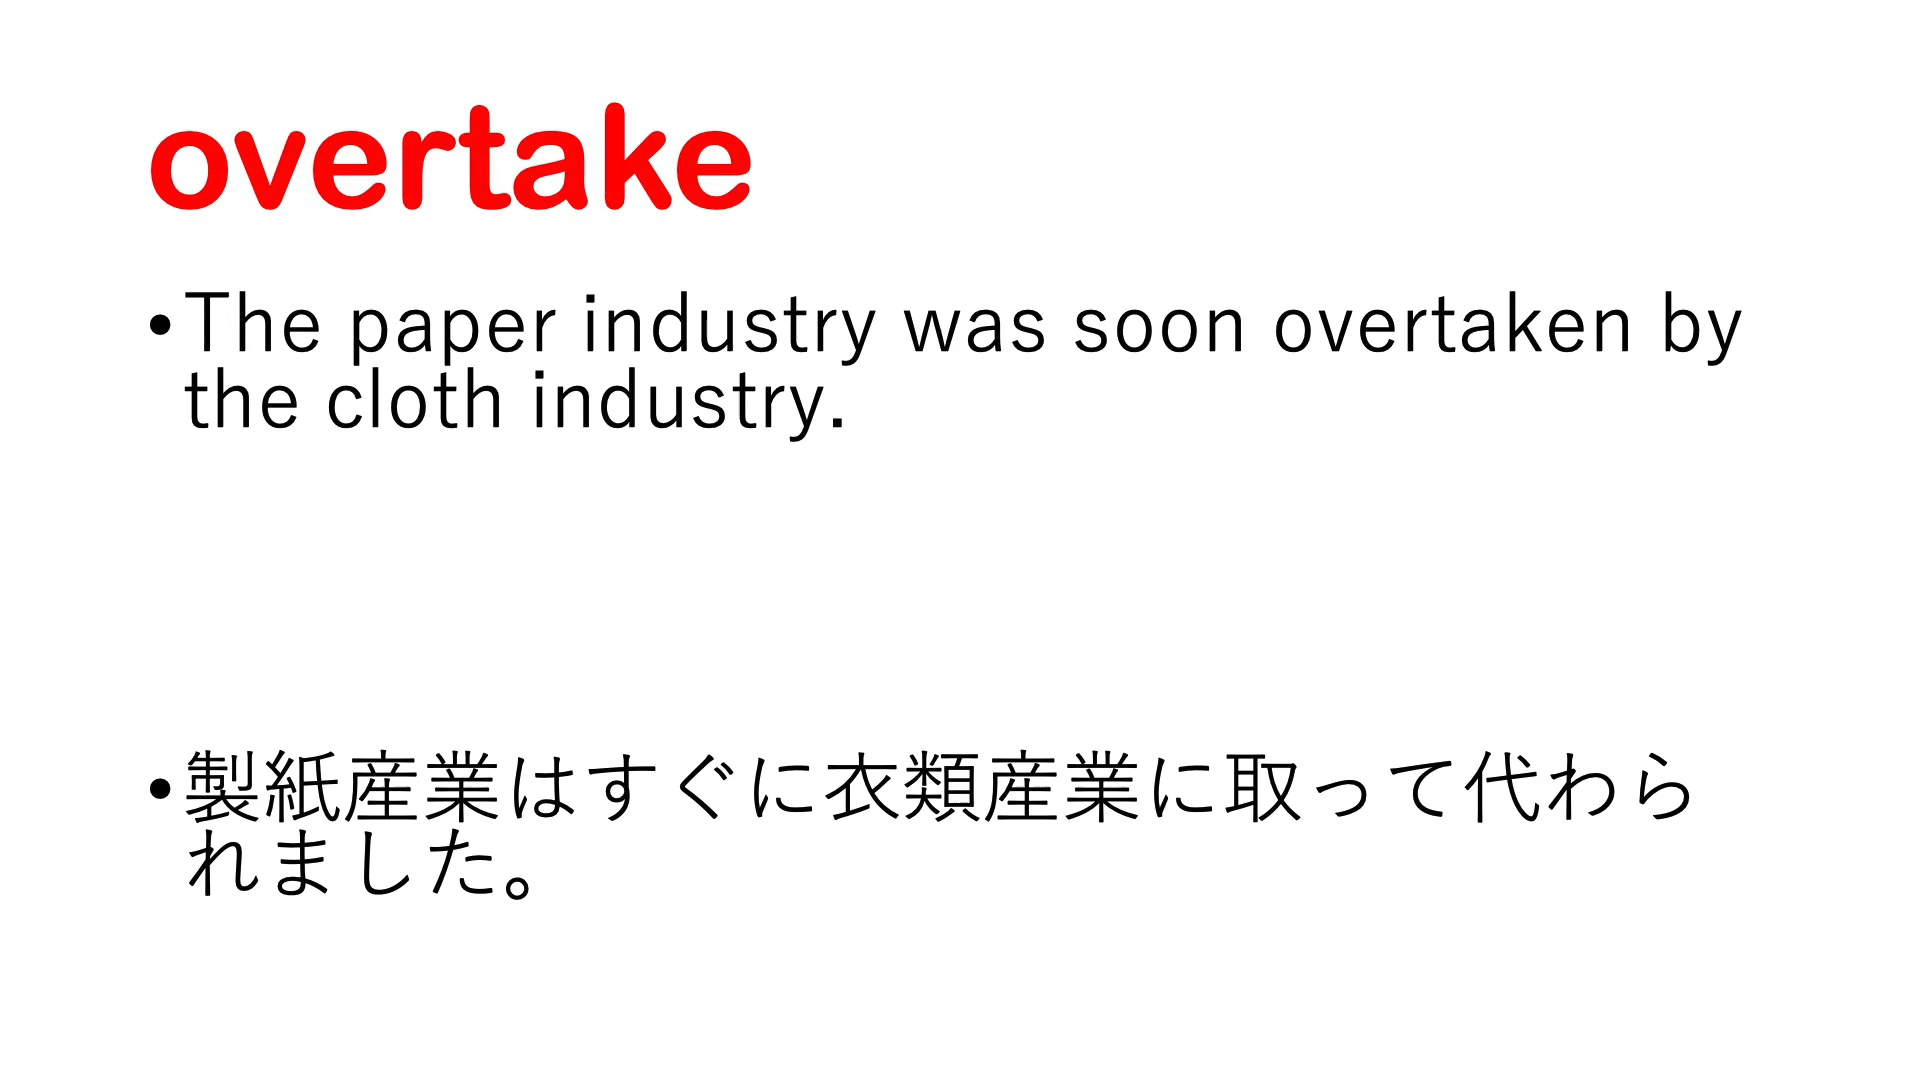 overtake
•The paper industry was soon overtaken by
the cloth industry.
•製紙産業はすぐに衣類産業に取って代わら
れました。